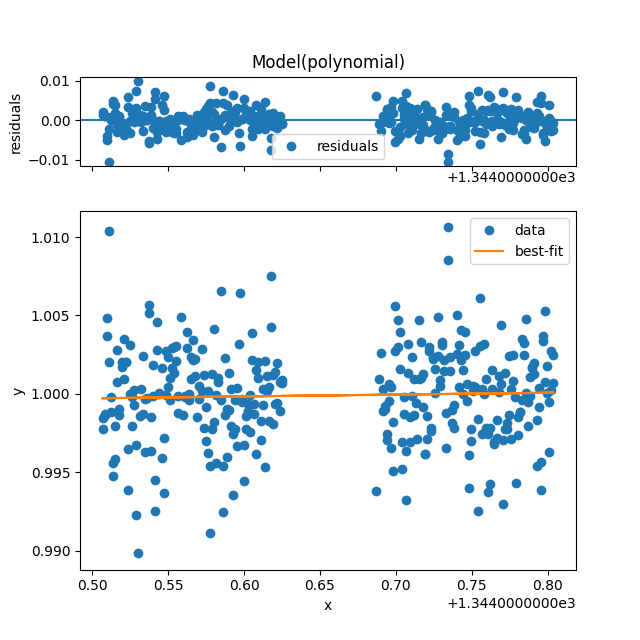 Model(polynomial)
0.01
0.00
−0.01
residuals
residuals
+1.3440000000e3
1.010
1.005
1.000
0.995
0.990
y
data
best-fit
0.50 0.55 0.60 0.65 0.70 0.75 0.80
x
+1.3440000000e3